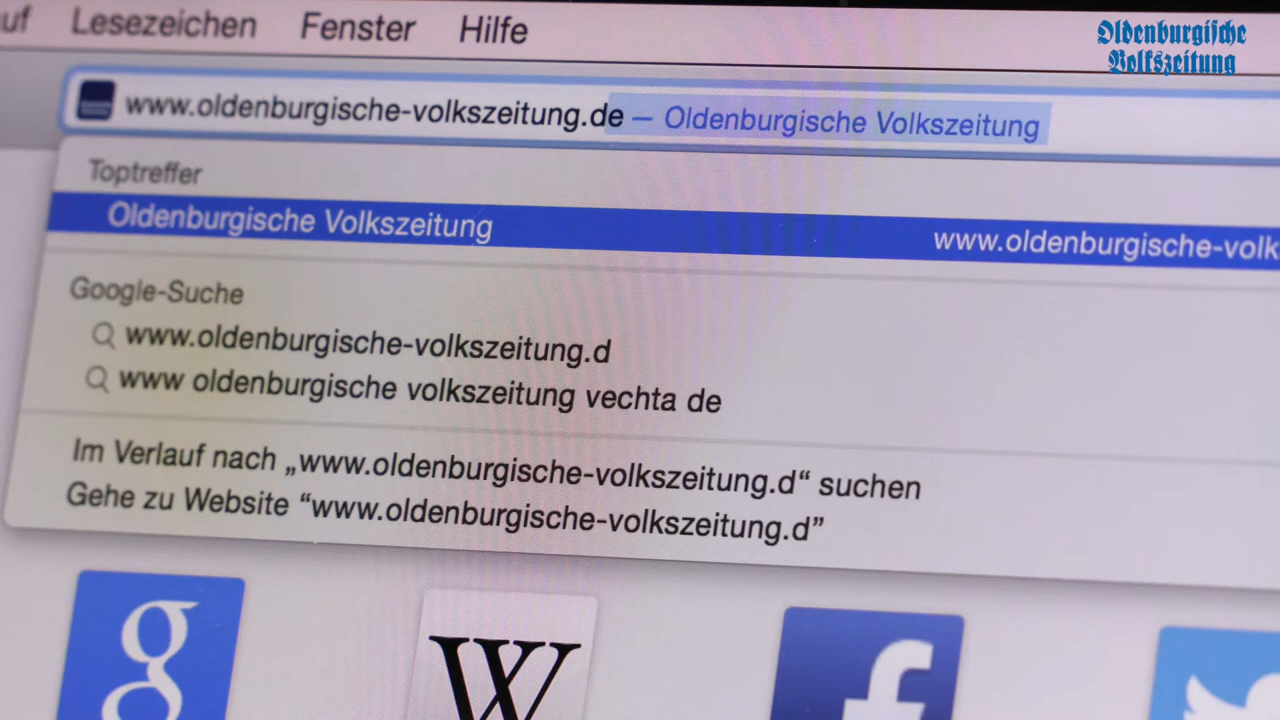 Lesezeichen Fenster Hilfe
Oldenburgische
Volkszeitung
www.oldenburgische-volkszeitung.de — Oldenburgische Volkszeitung
Toptreffer
Oldenburgische Volkszeitung www.oldenburgische-volk
Google-Suche
www.oldenburgische-volkszeitung.d
www oldenburgische volkszeitung vechta de
Im Verlauf nach „www.oldenburgische-volkszeitung.d“ suchen
Gehe zu Website “www.oldenburgische-volkszeitung.d”
g
W
f